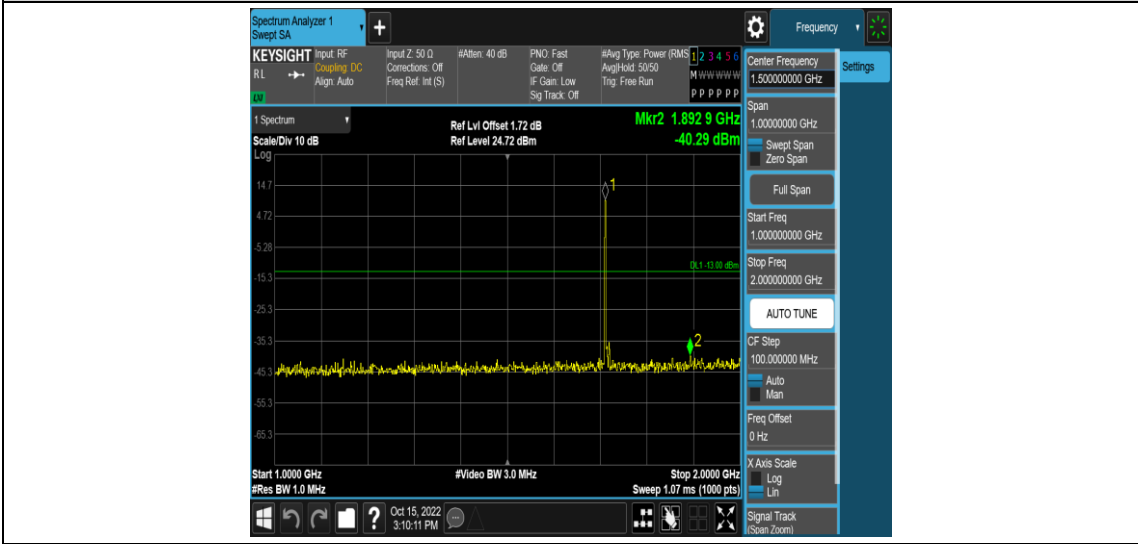 Spectrum Analyzer 1
Swept SA
+
Frequency
KEYSIGHT
RL
LNI
Input: RF
Coupling: DC
Align: Auto
Input Z: 50 Ω
Corrections: Off
Freq Ref: Int (S)
#Atten: 40 dB
PNO: Fast
Gate: Off
IF Gain: Low
Sig Track: Off
#Avg Type: Power (RMS
Avg|Hold: 50/50
Trig: Free Run
1 2 3 4 5 6
M W W W W W
P P P P P P
1 Spectrum
Scale/Div 10 dB
Ref Lvl Offset 1.72 dB
Ref Level 24.72 dBm
Mkr2 1.892 9 GHz
-40.29 dBm
Log
14.7
4.72
-5.28
-15.3
-25.3
-35.3
-45.3
-55.3
-65.3
1
DL1 -13.00 dBm
2
Start 1.0000 GHz
#Res BW 1.0 MHz
#Video BW 3.0 MHz
Stop 2.0000 GHz
Sweep 1.07 ms (1000 pts)
?
Oct 15, 2022
3:10:11 PM
Center Frequency
1.500000000 GHz
Settings
Span
1.00000000 GHz
Swept Span
Zero Span
Full Span
Start Freq
1.000000000 GHz
Stop Freq
2.000000000 GHz
AUTO TUNE
CF Step
100.000000 MHz
Auto
Man
Freq Offset
0 Hz
X Axis Scale
Log
Lin
Signal Track
(Span Zoom)